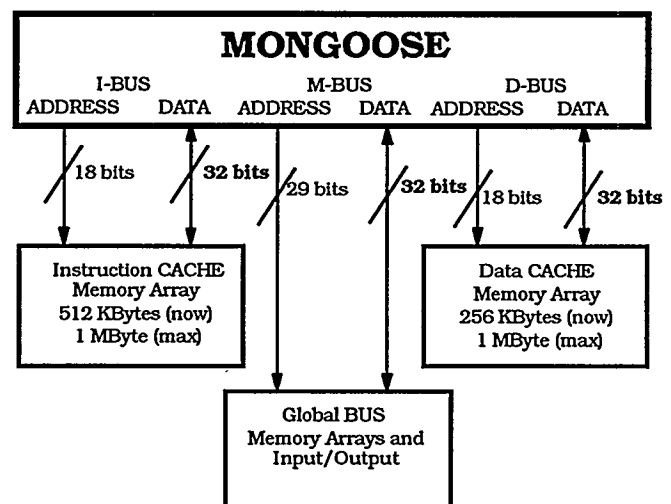 MONGOOSE
I-BUS M-BUS D-BUS
ADDRESS DATA ADDRESS DATA ADDRESS DATA
18 bits 32 bits 29 bits 32 bits 18 bits 32 bits
Instruction CACHE
Memory Array
512 KBytes (now)
1 MByte (max)
Data CACHE
Memory Array
256 KBytes (now)
1 MByte (max)
Global BUS
Memory Arrays and
Input/Output